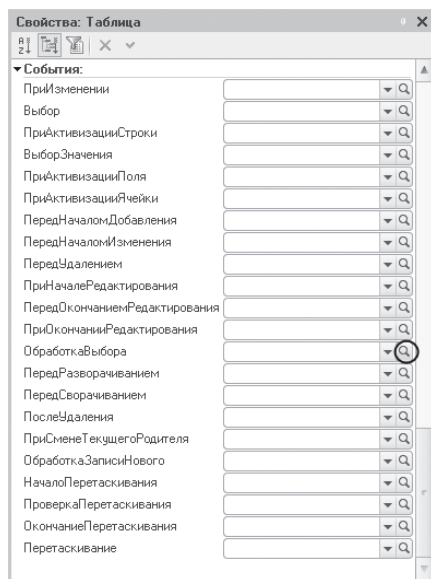 Свойства: Таблица
События:
ПриИзменении
Выбор
ПриАктивизацииСтроки
ВыборЗначения
ПриАктивизацииПоля
ПриАктивизацииЯчейки
ПередНачаломДобавления
ПередНачаломИзменения
ПередУдалением
ПриНачалеРедактирования
ПередОкончаниемРедактирования
ПриОкончанииРедактирования
ОбработкаВыбора
ПередРазворачиванием
ПередСворачиванием
ПослеУдаления
ПриСменеТекущегоРодителя
ОбработкаЗаписиНового
НачалоПеретаскивания
ПроверкаПеретаскивания
ОкончаниеПеретаскивания
Перетаскивание